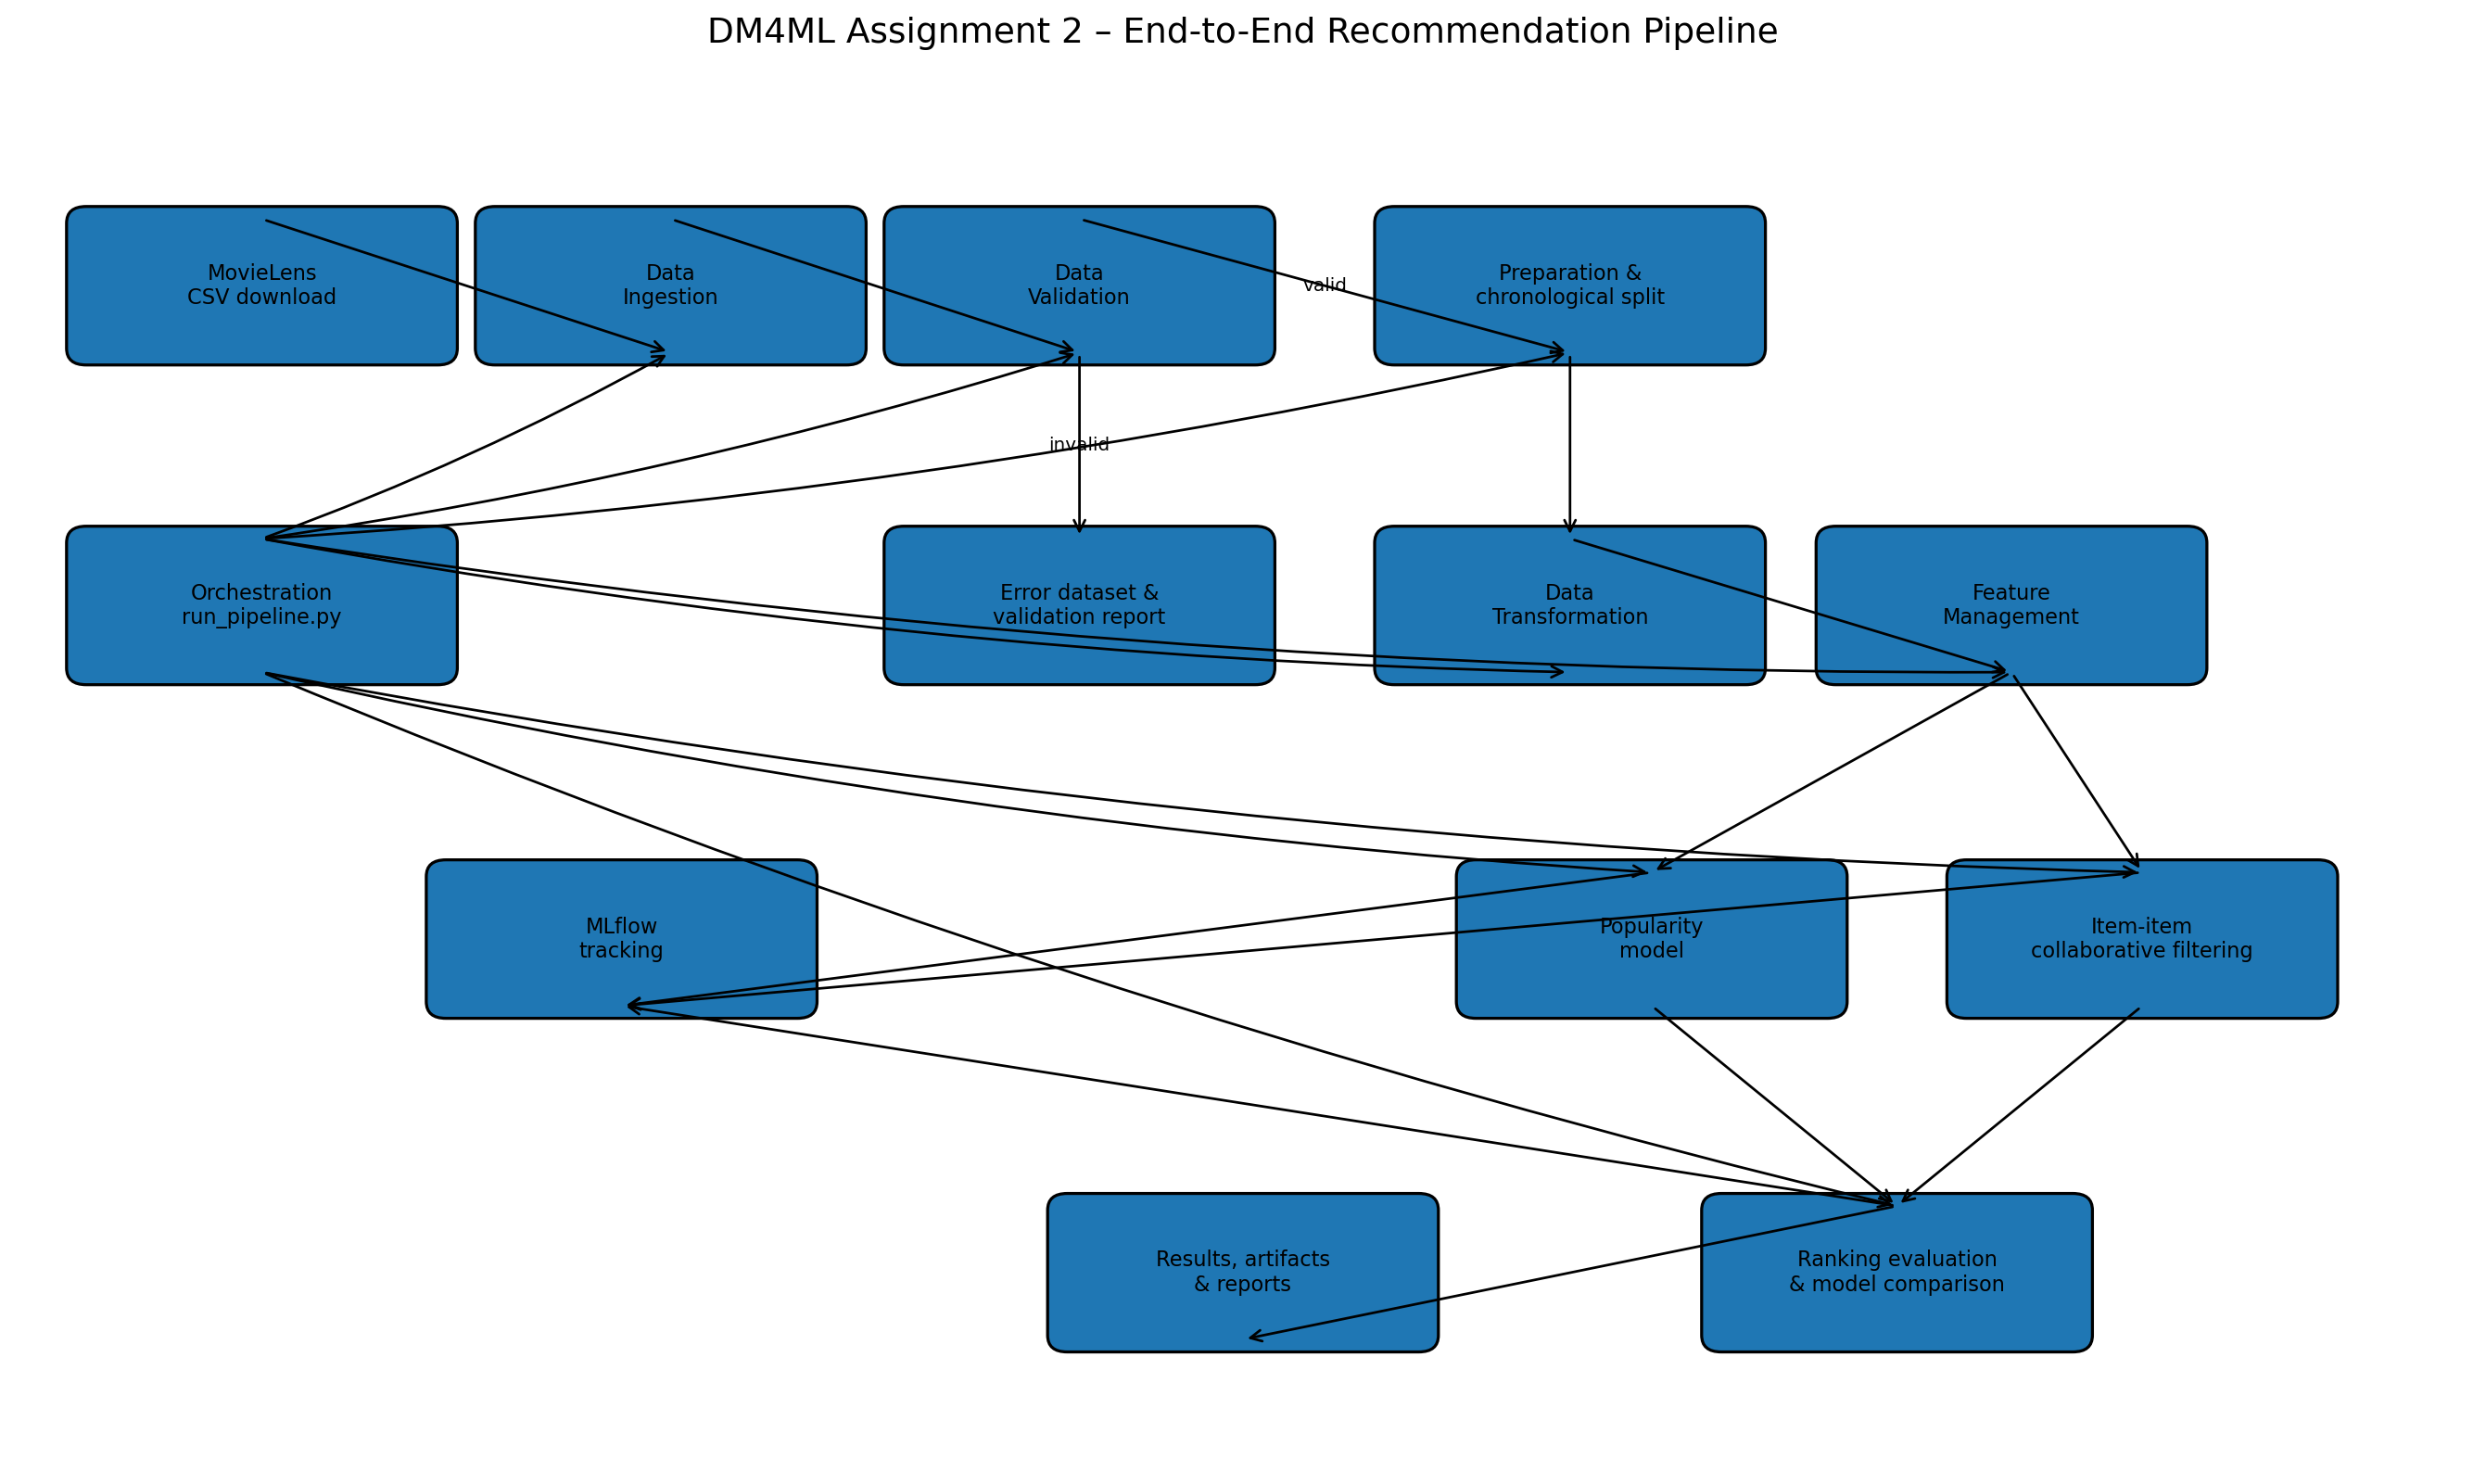 DM4ML Assignment 2 – End-to-End Recommendation Pipeline
MovieLens
CSV download
Data
Ingestion
Data
Validation
valid
Preparation &
chronological split
invalid
Orchestration
run_pipeline.py
Error dataset &
validation report
Data
Transformation
Feature
Management
MLflow
tracking
Popularity
model
Item-item
collaborative filtering
Results, artifacts
& reports
Ranking evaluation
& model comparison